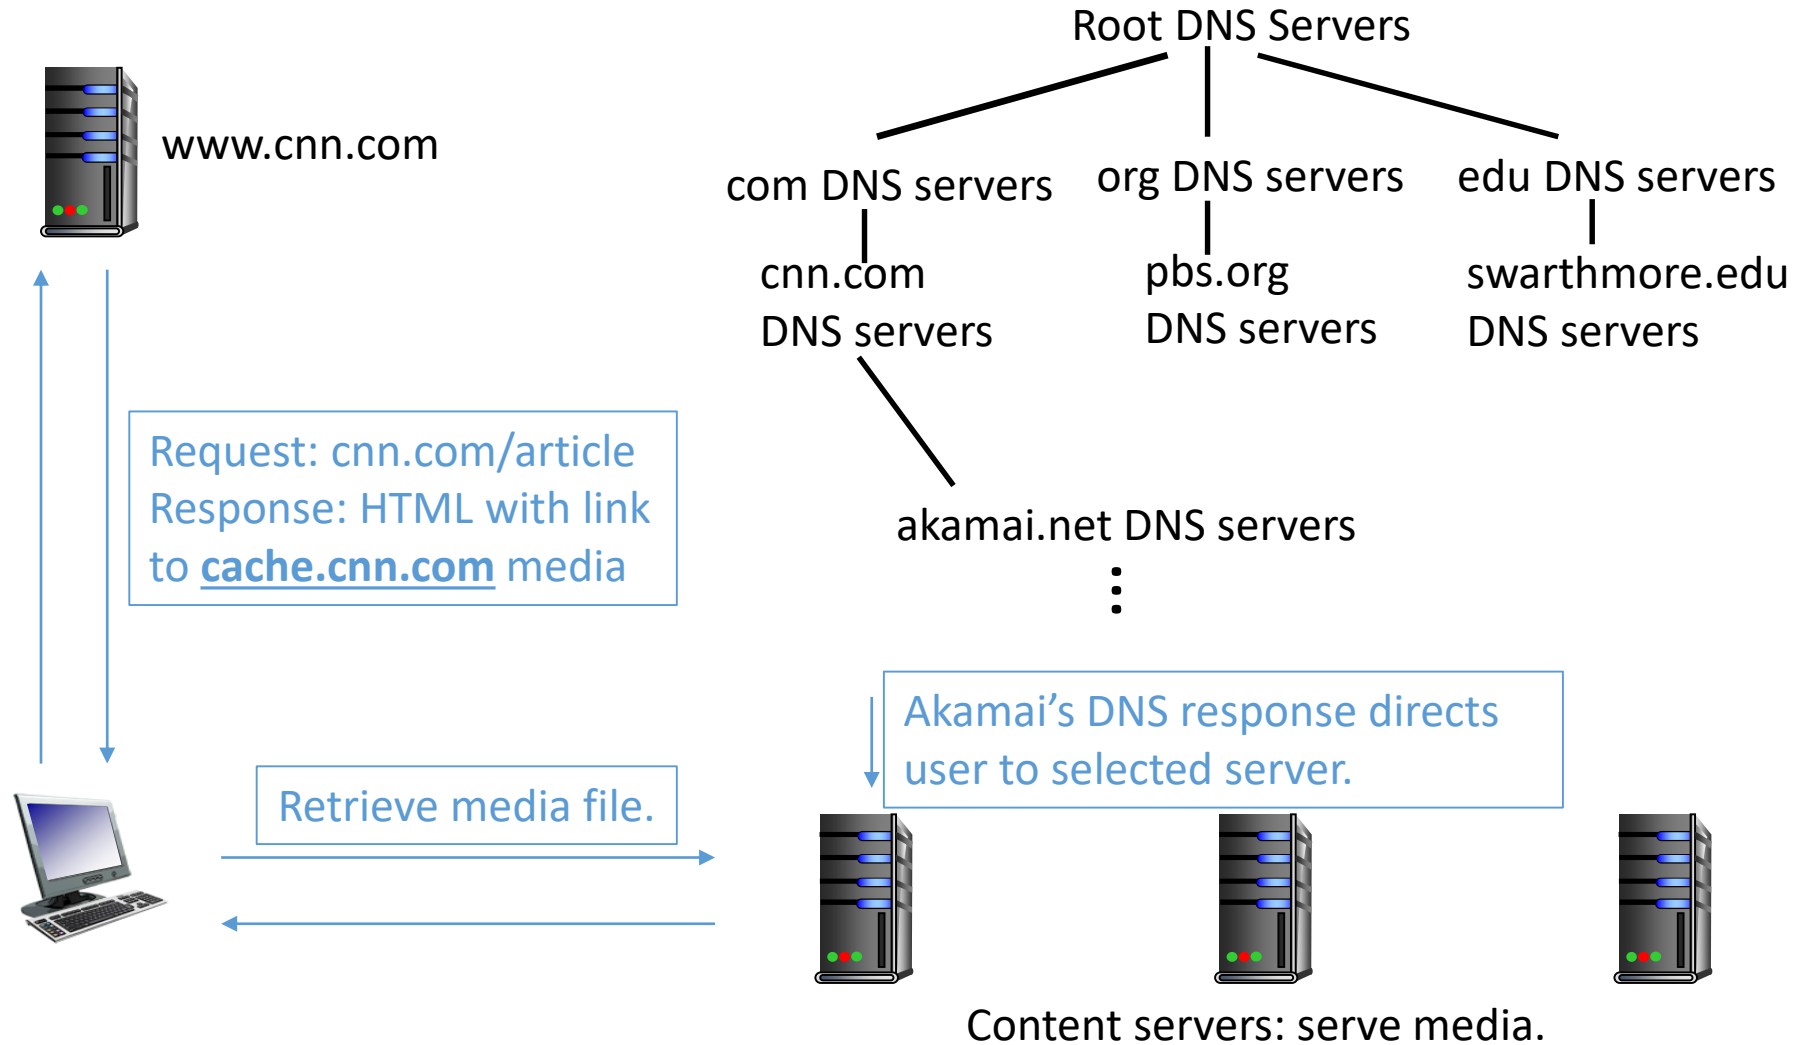 Root DNS Servers
www.cnn.com
com DNS servers
org DNS servers
edu DNS servers
cnn.com
DNS servers
pbs.org
DNS servers
swarthmore.edu
DNS servers
Request: cnn.com/article
Response: HTML with link
to cache.cnn.com media
akamai.net DNS servers
⋮
Akamai’s DNS response directs
user to selected server.
Retrieve media file.
Content servers: serve media.